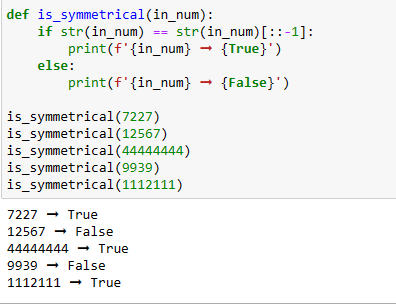 def is_symmetrical(in_num):
    if str(in_num) == str(in_num)[::-1]:
        print(f'{in_num} ➞ {True}')
    else:
        print(f'{in_num} ➞ {False}')

is_symmetrical(7227)
is_symmetrical(12567)
is_symmetrical(44444444)
is_symmetrical(9939)
is_symmetrical(1112111)

7227 ➞ True
12567 ➞ False
44444444 ➞ True
9939 ➞ False
1112111 ➞ True